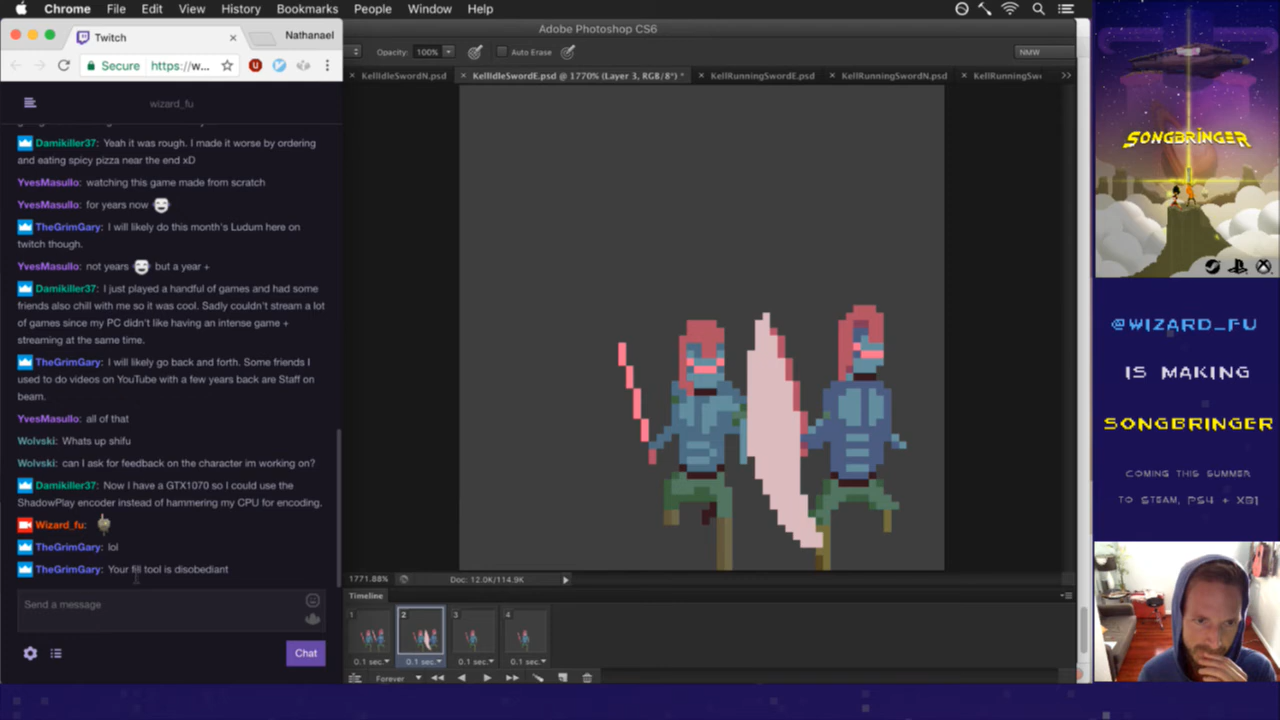 Chrome File Edit View History Bookmarks People Window Help
Twitch
Nathanael
Secure
https://w...
wizard_fu
Damikiller37: Yeah it was rough. I made it worse by ordering
and eating spicy pizza near the end xD
YvesMasullo: watching this game made from scratch
YvesMasullo: for years now
TheGrimGary: I will likely do this month's Ludum here on
twitch though.
YvesMasullo: not years but a year +
Damikiller37: I just played a handful of games and had some
friends also chill with me so it was cool. Sadly couldn't stream a lot
of games since my PC didn't like having an intense game +
streaming at the same time.
TheGrimGary: I will likely go back and forth. Some friends I
used to do videos on YouTube with a few years back are Staff on
beam.
YvesMasullo: all of that
Wolvski: Whats up shifu
Wolvski: can I ask for feedback on the character im working on?
Damikiller37: Now I have a GTX1070 so I could use the
ShadowPlay encoder instead of hammering my CPU for encoding.
Wizard_fu:
TheGrimGary: lol
TheGrimGary: Your fill tool is disobediant
Send a message
Chat
Adobe Photoshop CS6
Opacity: 100% Auto Erase NMW
KellIdleSwordN.psd KellIdleSwordE.psd @ 1770% (Layer 3, RGB/8*) * KellRunningSwordE.psd KellRunningSwordN.psd KellRunningSw
1771.88% Doc: 12.0K/114.9K
Timeline
1 2 3 4
0.1 sec. 0.1 sec. 0.1 sec. 0.1 sec.
Forever
SONGBRINGER
@WIZARD_FU
IS MAKING
SONGBRINGER
COMING THIS SUMMER
TO STEAM, PS4 + XB1